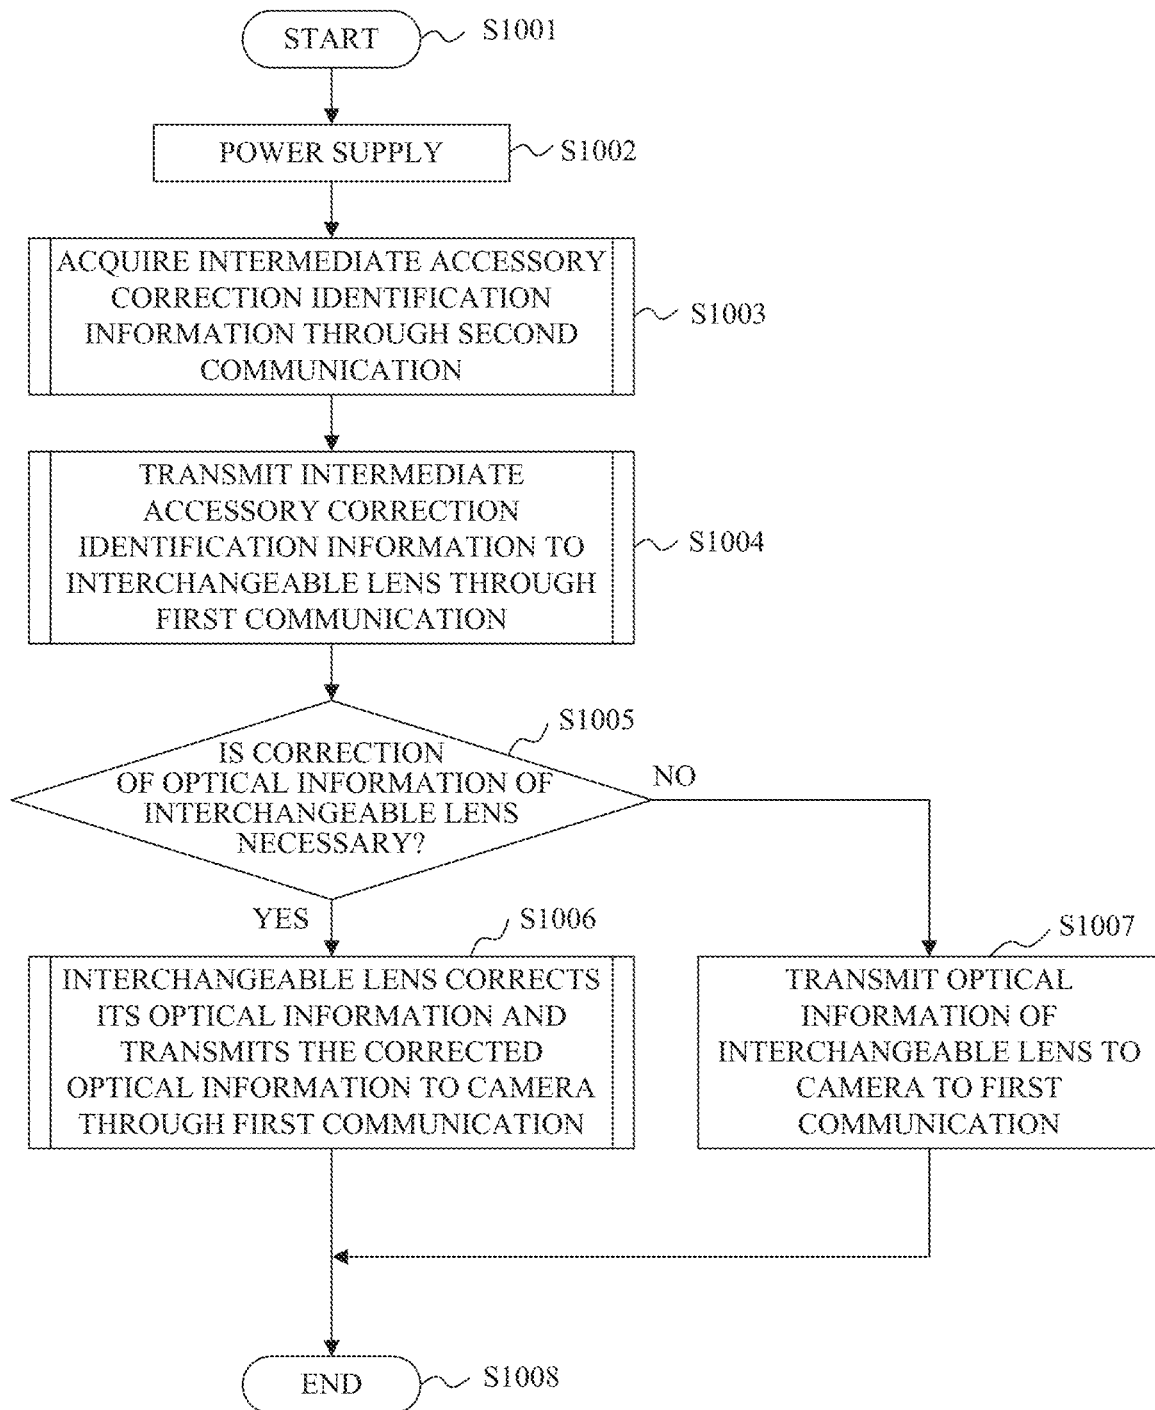 START
S1001
POWER SUPPLY
S1002
ACQUIRE INTERMEDIATE ACCESSORY
CORRECTION IDENTIFICATION
INFORMATION THROUGH SECOND
COMMUNICATION
S1003
TRANSMIT INTERMEDIATE
ACCESSORY CORRECTION
IDENTIFICATION INFORMATION TO
INTERCHANGEABLE LENS THROUGH
FIRST COMMUNICATION
S1004
S1005
IS CORRECTION
OF OPTICAL INFORMATION OF
INTERCHANGEABLE LENS
NECESSARY?
NO
YES
S1006
INTERCHANGEABLE LENS CORRECTS
ITS OPTICAL INFORMATION AND
TRANSMITS THE CORRECTED
OPTICAL INFORMATION TO CAMERA
THROUGH FIRST COMMUNICATION
S1007
TRANSMIT OPTICAL
INFORMATION OF
INTERCHANGEABLE LENS TO
CAMERA TO FIRST
COMMUNICATION
END
S1008